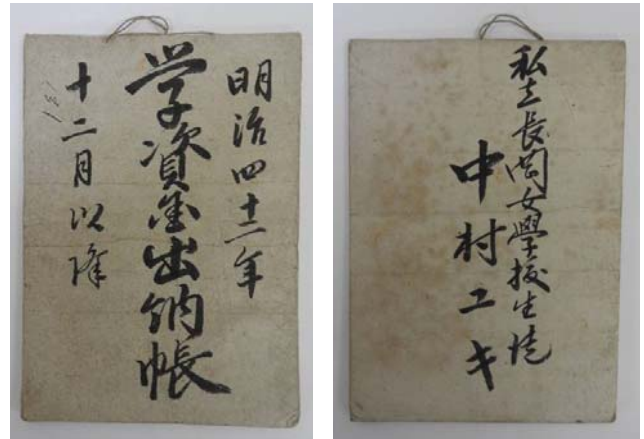 明治四十二年
学資金出納帳
十二月以降
私立長岡女學校生徒
中村ユキ